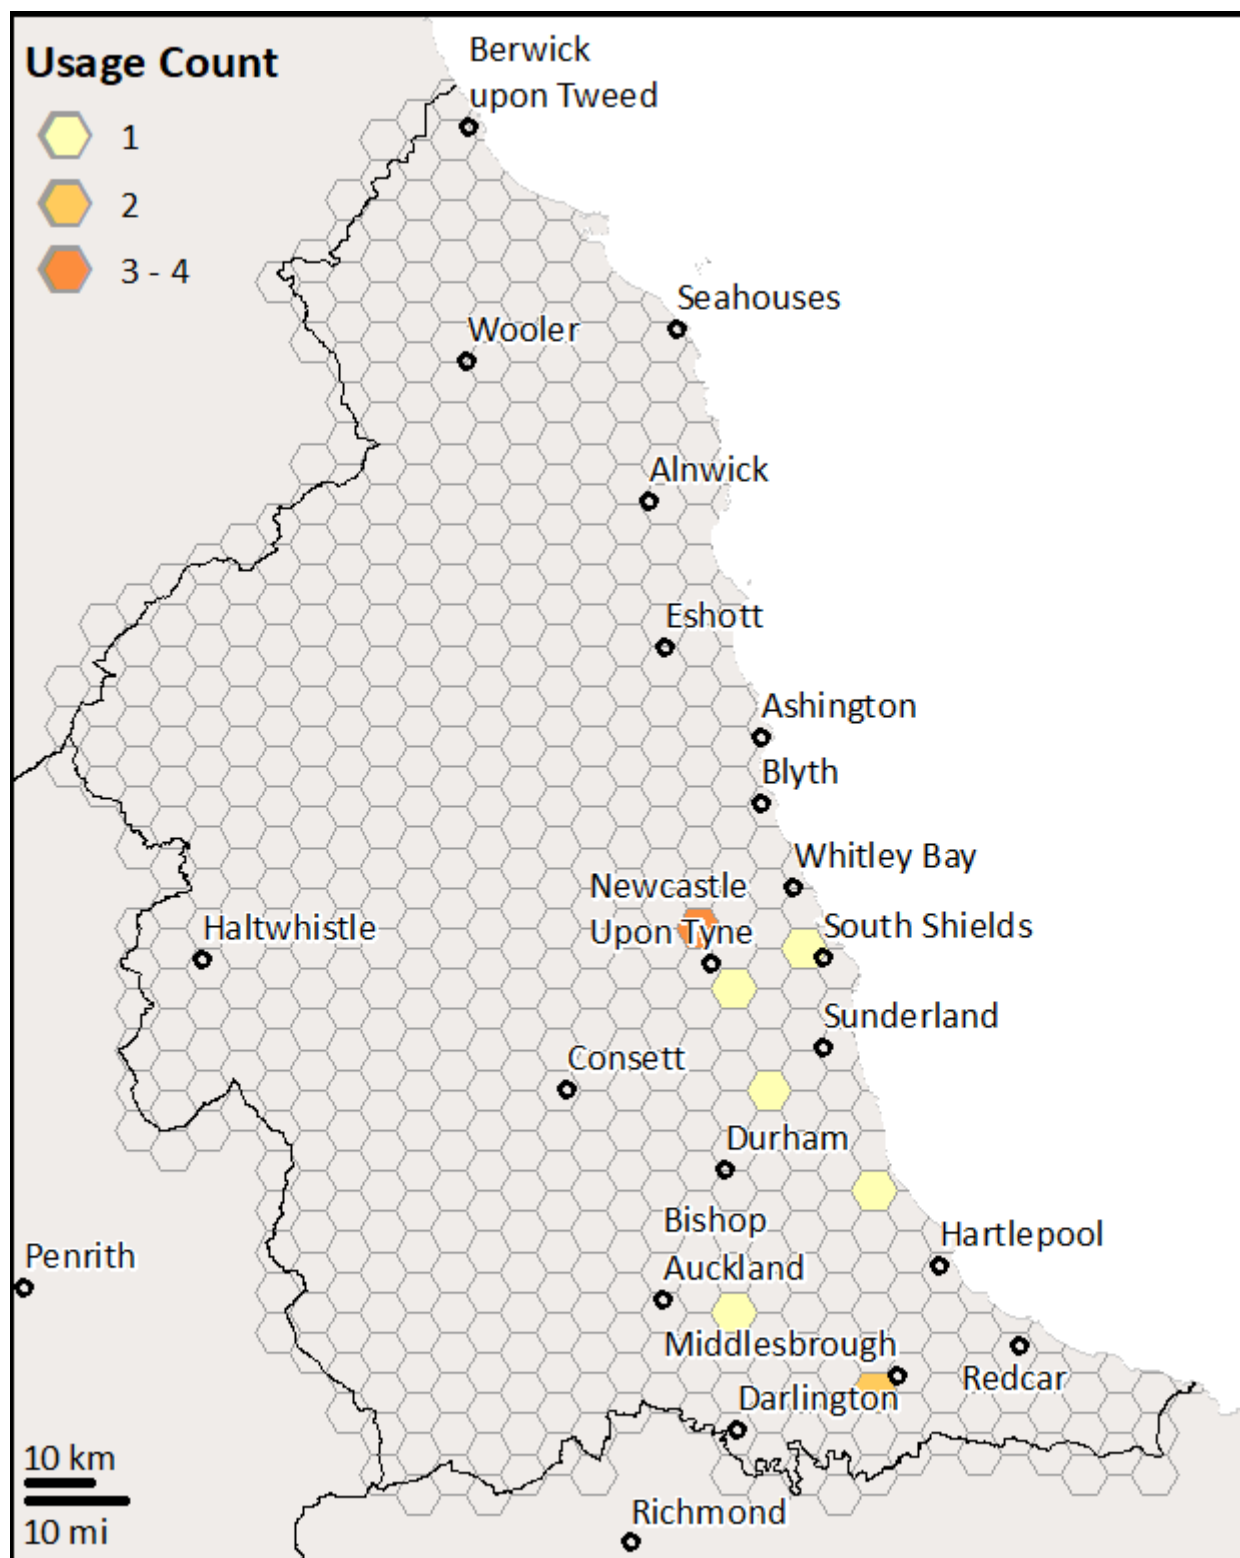 Usage Count
1
2
3 - 4
Berwick
upon Tweed
Seahouses
Wooler
Alnwick
Eshott
Ashington
Blyth
Whitley Bay
Newcastle
Upon Tyne
South Shields
Haltwhistle
Sunderland
Consett
Durham
Bishop
Auckland
Hartlepool
Penrith
Middlesbrough
Redcar
Darlington
10 km
10 mi
Richmond